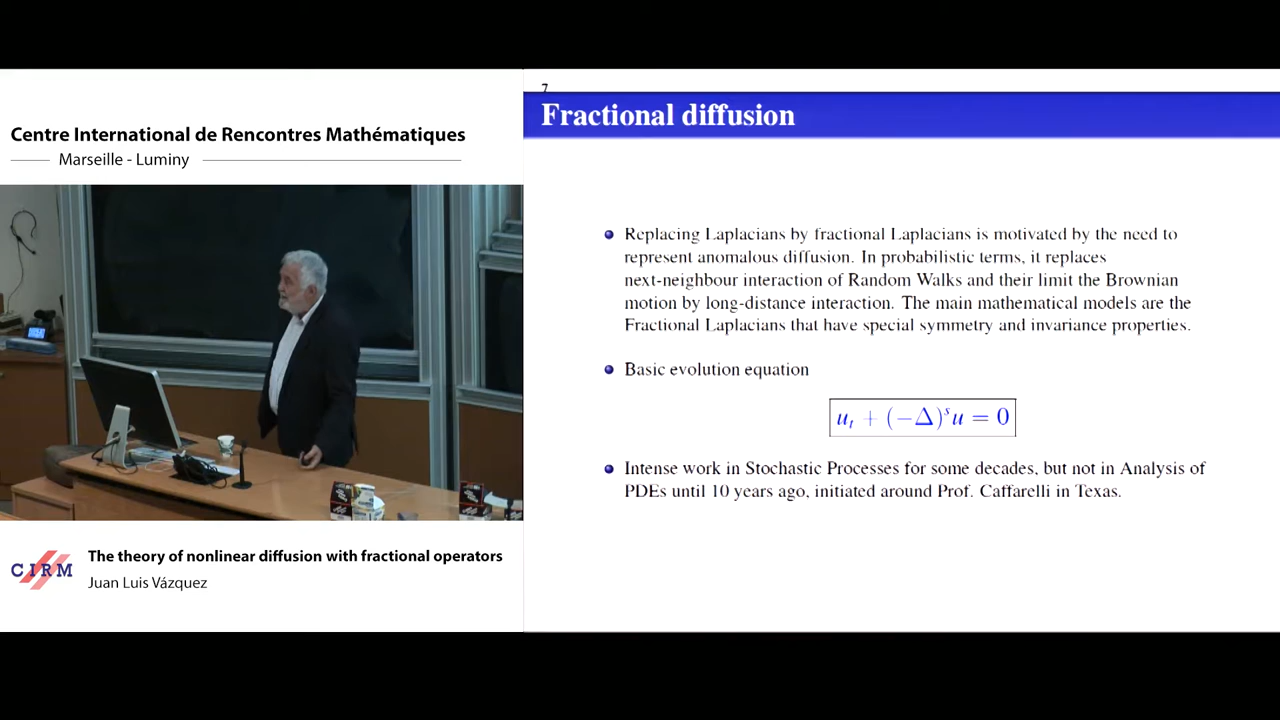 Centre International de Rencontres Mathématiques
Marseille - Luminy
CIRM
The theory of nonlinear diffusion with fractional operators
Juan Luis Vázquez
7
Fractional diffusion
Replacing Laplacians by fractional Laplacians is motivated by the need to
represent anomalous diffusion. In probabilistic terms, it replaces
next-neighbour interaction of Random Walks and their limit the Brownian
motion by long-distance interaction. The main mathematical models are the
Fractional Laplacians that have special symmetry and invariance properties.
Basic evolution equation
uₜ + (−Δ)ˢu = 0
Intense work in Stochastic Processes for some decades, but not in Analysis of
PDEs until 10 years ago, initiated around Prof. Caffarelli in Texas.